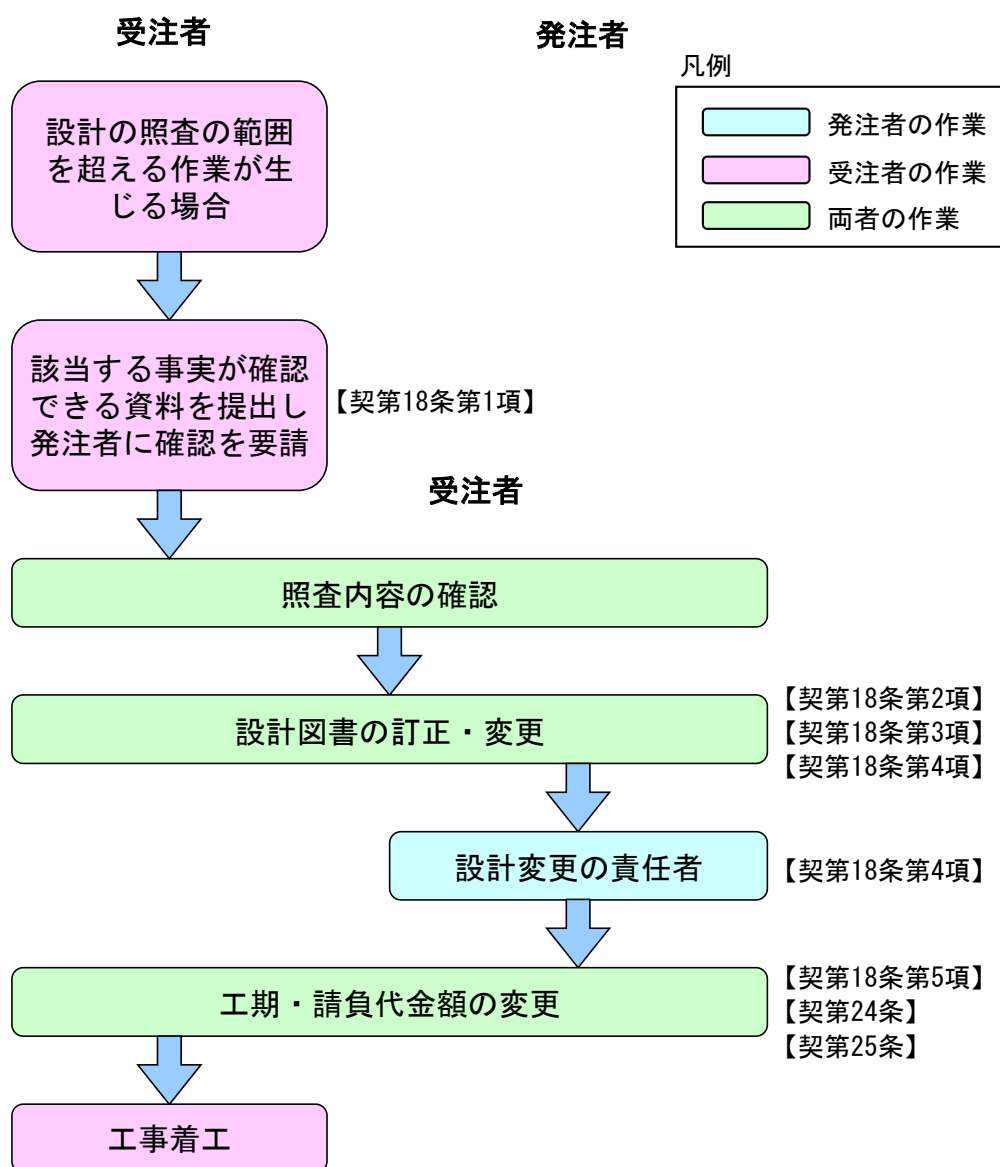 受注者
発注者
凡例
発注者の作業
受注者の作業
両者の作業
設計の照査の範囲
を超える作業が生
じる場合
該当する事実が確認
できる資料を提出し
発注者に確認を要請
【契第18条第1項】
受注者
照査内容の確認
設計図書の訂正・変更
【契第18条第2項】
【契第18条第3項】
【契第18条第4項】
設計変更の責任者
【契第18条第4項】
工期・請負代金額の変更
【契第18条第5項】
【契第24条】
【契第25条】
工事着工